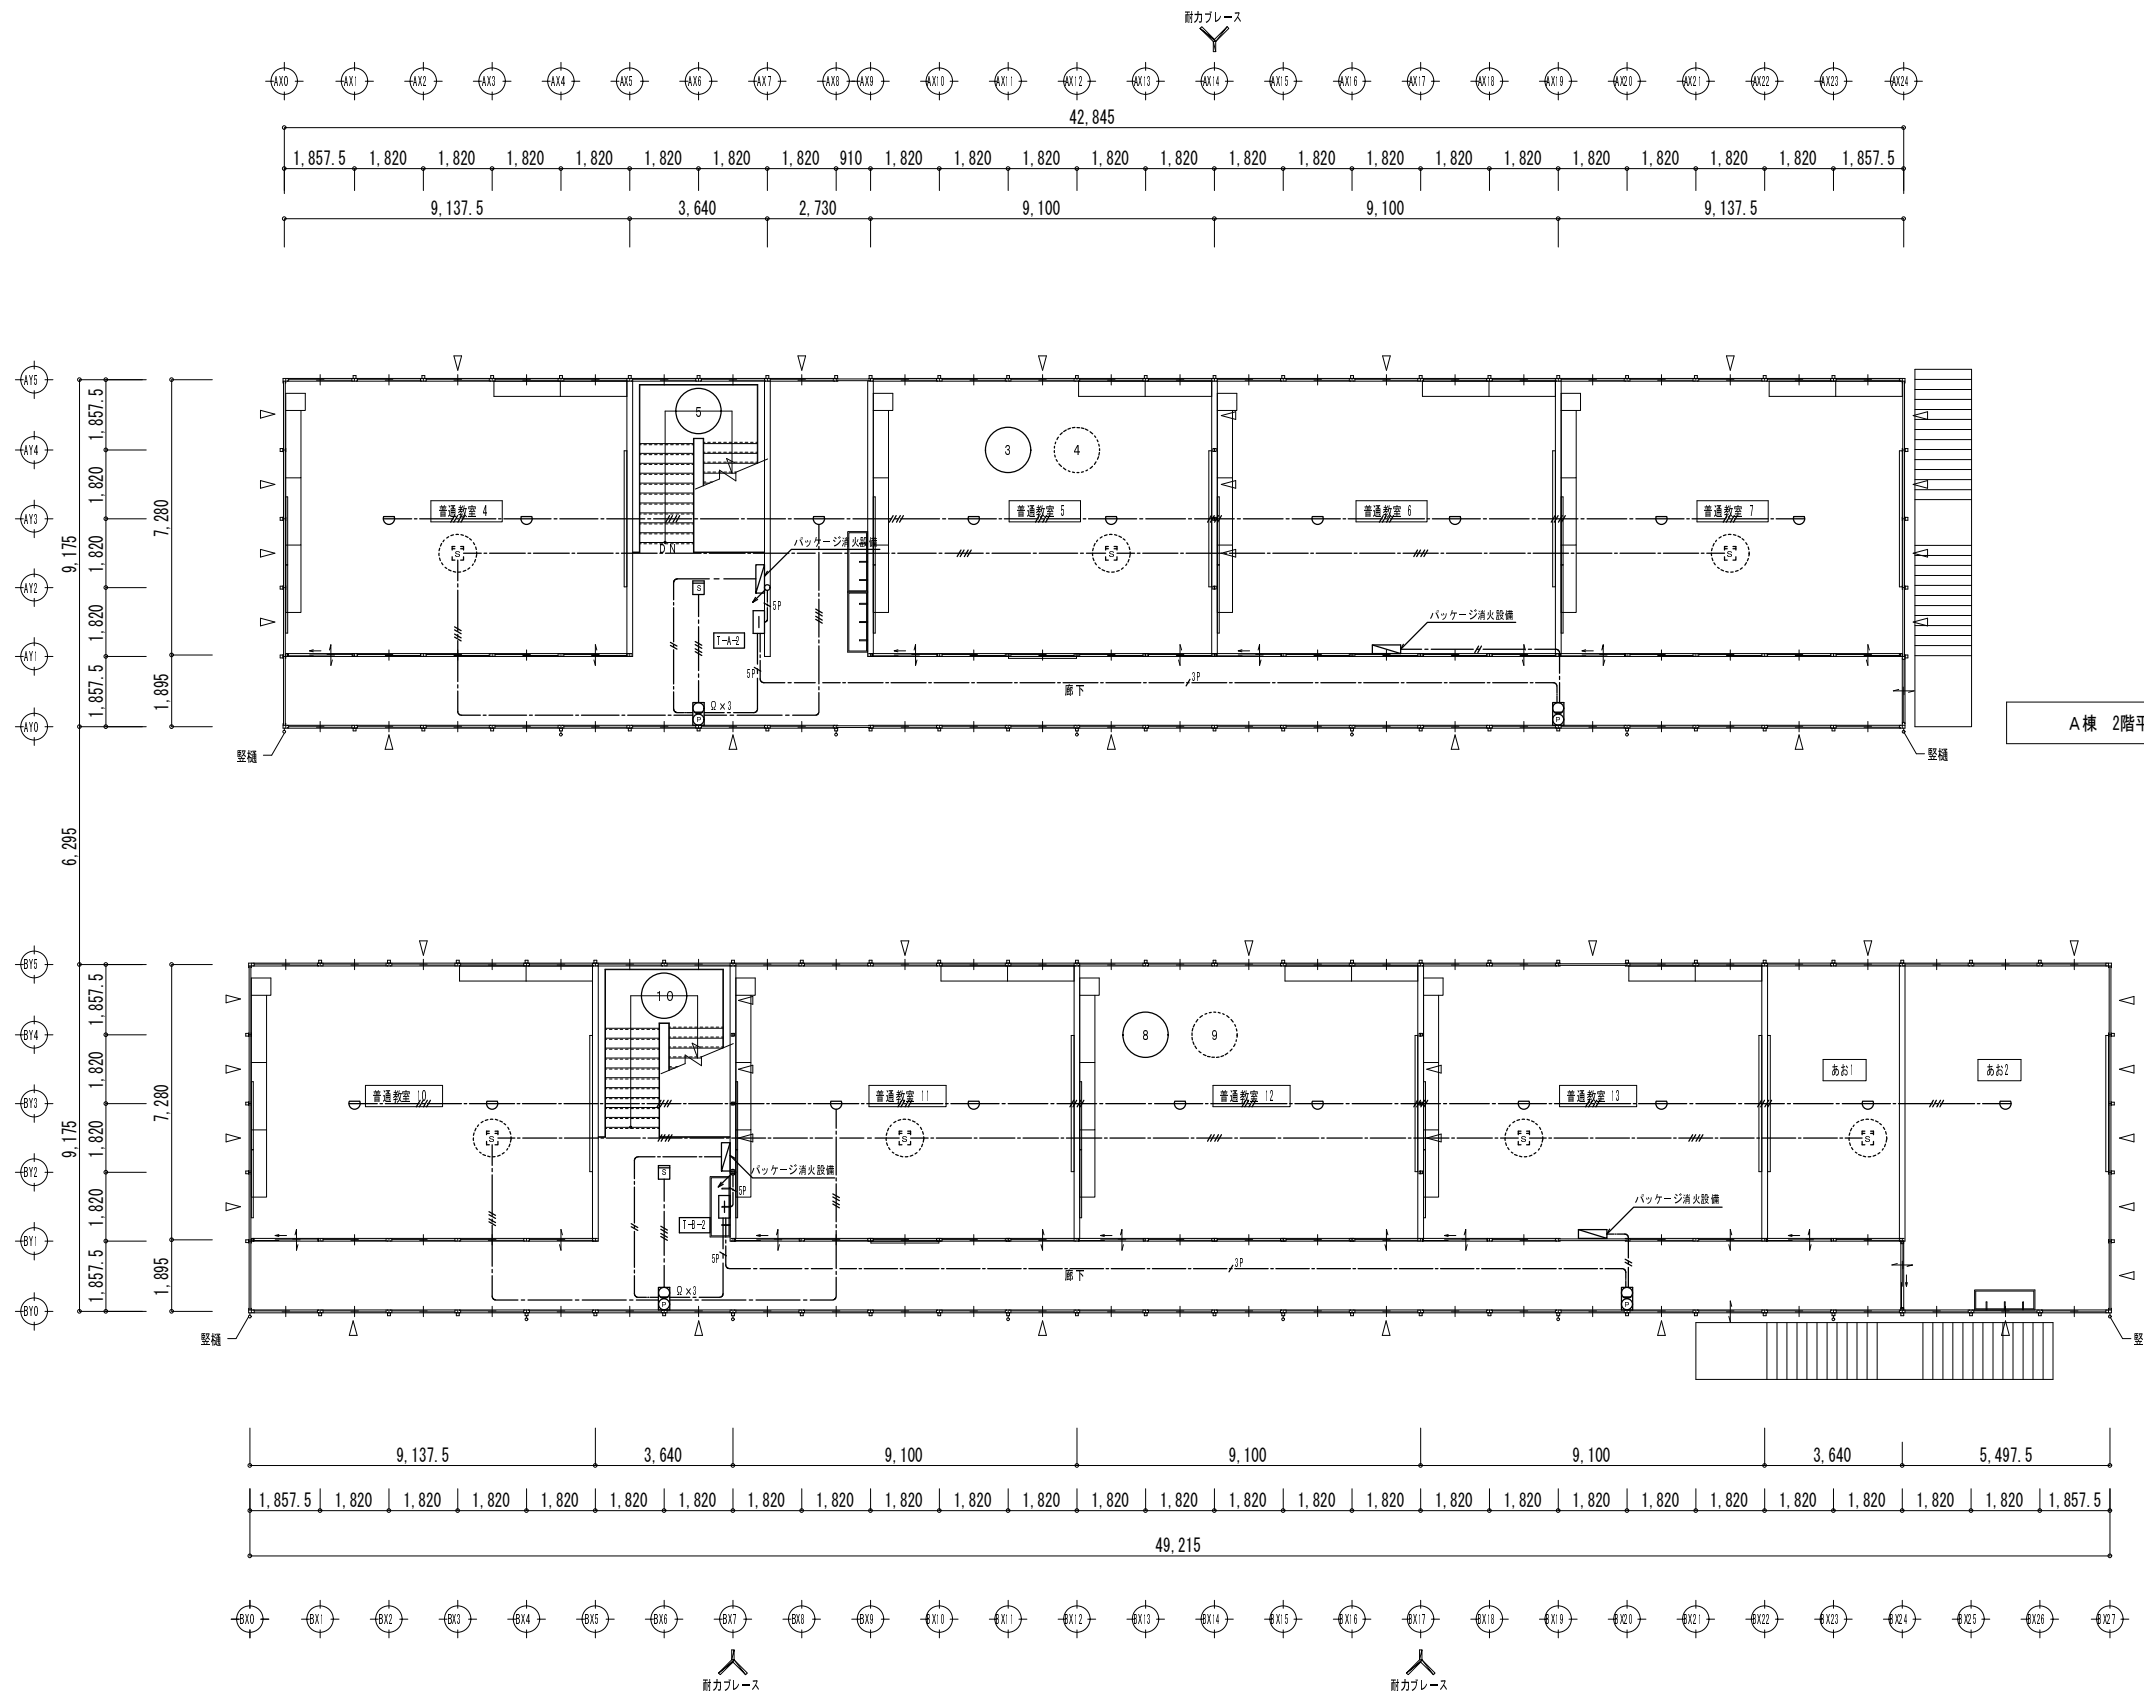 耐力ブレース
AX0 AX1 AX2 AX3 AX4 AX5 AX6 AX7 AX8 AX9 AX10 AX11 AX12 AX13 AX14 AX15 AX16 AX17 AX18 AX19 AX20 AX21 AX22 AX23 AX24
42,845
1,857.5 1,820 1,820 1,820 1,820 1,820 1,820 1,820 910 1,820 1,820 1,820 1,820 1,820 1,820 1,820 1,820 1,820 1,820 1,820 1,820 1,820 1,820 1,857.5
9,137.5 3,640 2,730 9,100 9,100 9,137.5
AY5
AY4
AY3
AY2
AY1
AY0
9,175
1,857.5
1,820
1,820
1,820
1,857.5
7,280
1,895
5
3 4
普通教室 4 普通教室 5 普通教室 6 普通教室 7
DN
パッケージ消火設備
S S S
S
5P
T-A-2
パッケージ消火設備
5P
3P
廊下
Ω×3
P P
竪樋 竪樋
A棟 2階平
6,295
BY5
BY4
BY3
BY2
BY1
BY0
9,175
1,857.5
1,820
1,820
1,820
1,857.5
7,280
1,895
10
8 9
あお1 あお2
普通教室 10 普通教室 11 普通教室 12 普通教室 13
S S S S
S
パッケージ消火設備
5P
T-B-2
パッケージ消火設備
5P
3P
廊下
Ω×3
P P
竪樋 竪
9,137.5 3,640 9,100 9,100 9,100 3,640 5,497.5
1,857.5 1,820 1,820 1,820 1,820 1,820 1,820 1,820 1,820 1,820 1,820 1,820 1,820 1,820 1,820 1,820 1,820 1,820 1,820 1,820 1,820 1,820 1,820 1,820 1,820 1,820 1,857.5
49,215
BX0 BX1 BX2 BX3 BX4 BX5 BX6 BX7 BX8 BX9 BX10 BX11 BX12 BX13 BX14 BX15 BX16 BX17 BX18 BX19 BX20 BX21 BX22 BX23 BX24 BX25 BX26 BX27
耐力ブレース 耐力ブレース